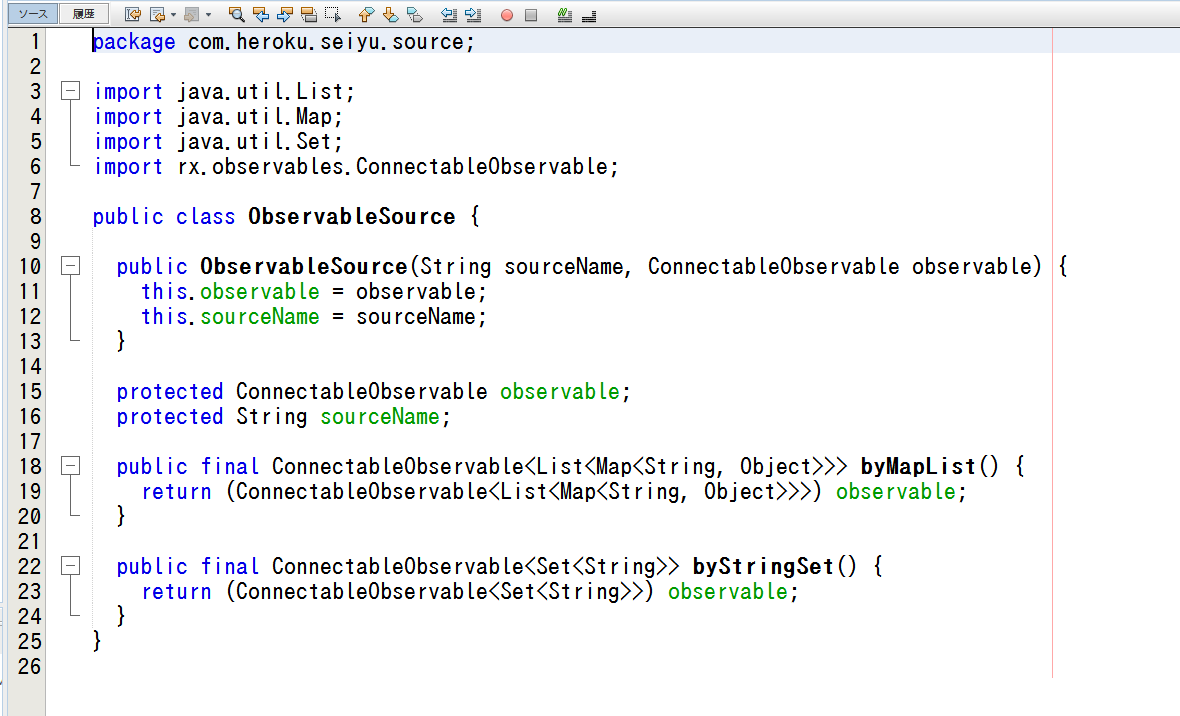 ソース 履歴
1 package com.heroku.seiyu.source;
2
3 import java.util.List;
4 import java.util.Map;
5 import java.util.Set;
6 import rx.observables.ConnectableObservable;
7
8 public class ObservableSource {
9
10   public ObservableSource(String sourceName, ConnectableObservable observable) {
11     this.observable = observable;
12     this.sourceName = sourceName;
13   }
14
15   protected ConnectableObservable observable;
16   protected String sourceName;
17
18   public final ConnectableObservable<List<Map<String, Object>>> byMapList() {
19     return (ConnectableObservable<List<Map<String, Object>>>) observable;
20   }
21
22   public final ConnectableObservable<Set<String>> byStringSet() {
23     return (ConnectableObservable<Set<String>>) observable;
24   }
25 }
26